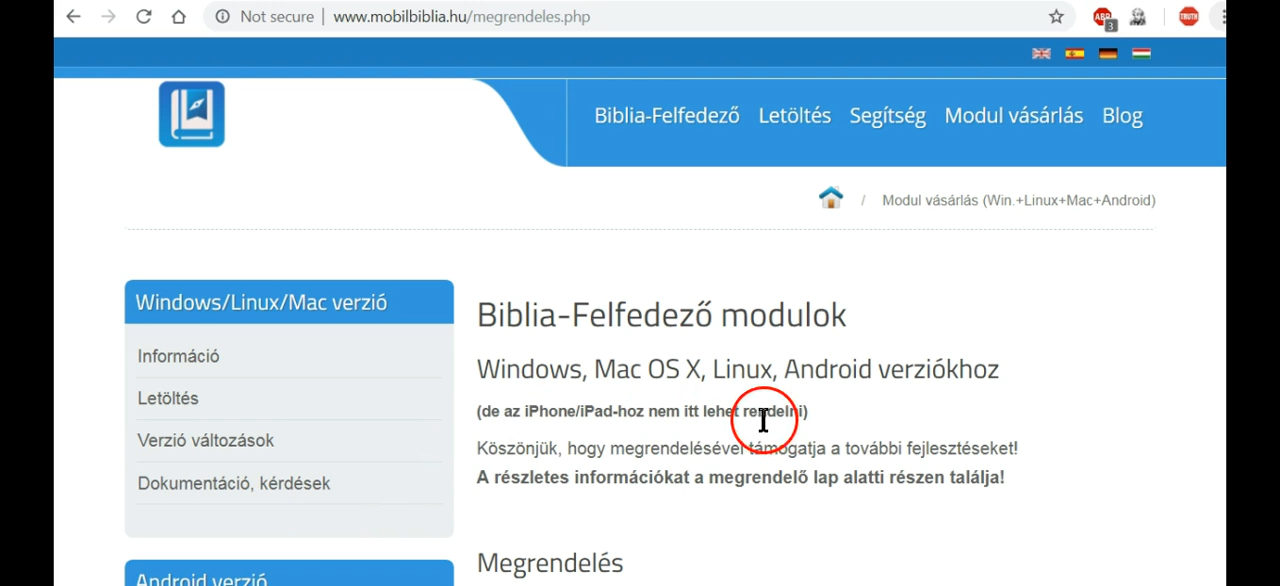 Not secure | www.mobilbiblia.hu/megrendeles.php
ABP
3
TRUTH
Biblia-Felfedező Letöltés Segítség Modul vásárlás Blog
/ Modul vásárlás (Win.+Linux+Mac+Android)
Windows/Linux/Mac verzió
Információ
Letöltés
Verzió változások
Dokumentáció, kérdések
Android verzió
Biblia-Felfedező modulok
Windows, Mac OS X, Linux, Android verziókhoz
(de az iPhone/iPad-hoz nem itt lehet rendelni)
Köszönjük, hogy megrendelésével támogatja a további fejlesztéseket!
A részletes információkat a megrendelő lap alatti részen találja!
Megrendelés